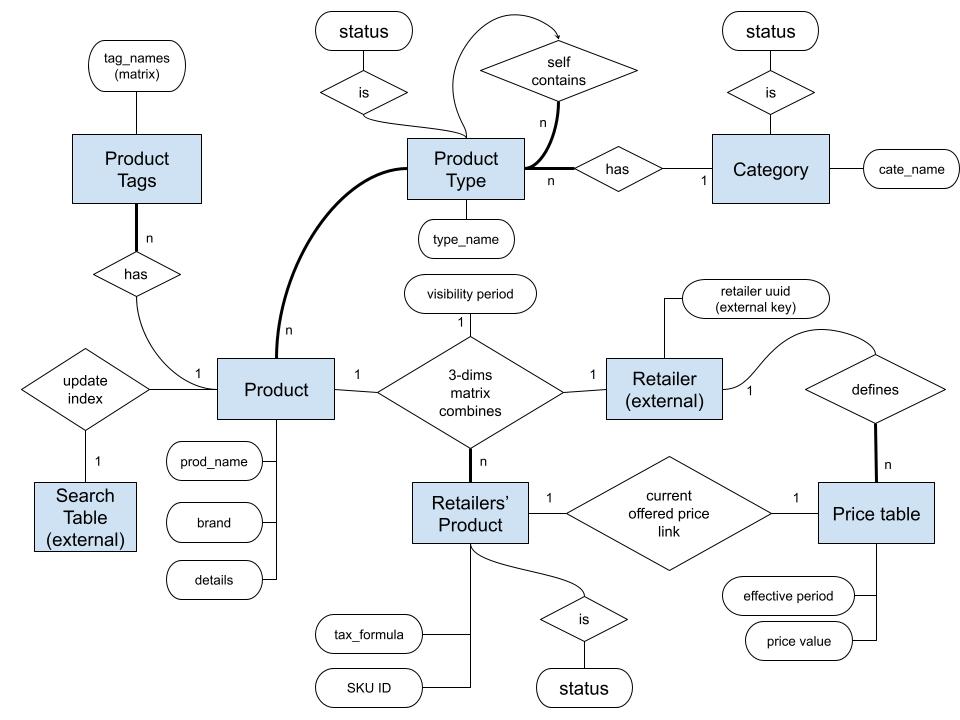 status
status
tag_names
(matrix)
self
contains
is
is
n
Product
Tags
Product
Type
n
has
1
Category
cate_name
n
has
type_name
visibility period
1
retailer uuid
(external key)
n
update
index
1
Product
1
3-dims
matrix
combines
1
Retailer
(external)
1
defines
1
prod_name
n
n
Search
Table
(external)
brand
Retailers'
Product
1
current
offered price
link
1
Price table
details
effective period
tax_formula
is
price value
SKU ID
status